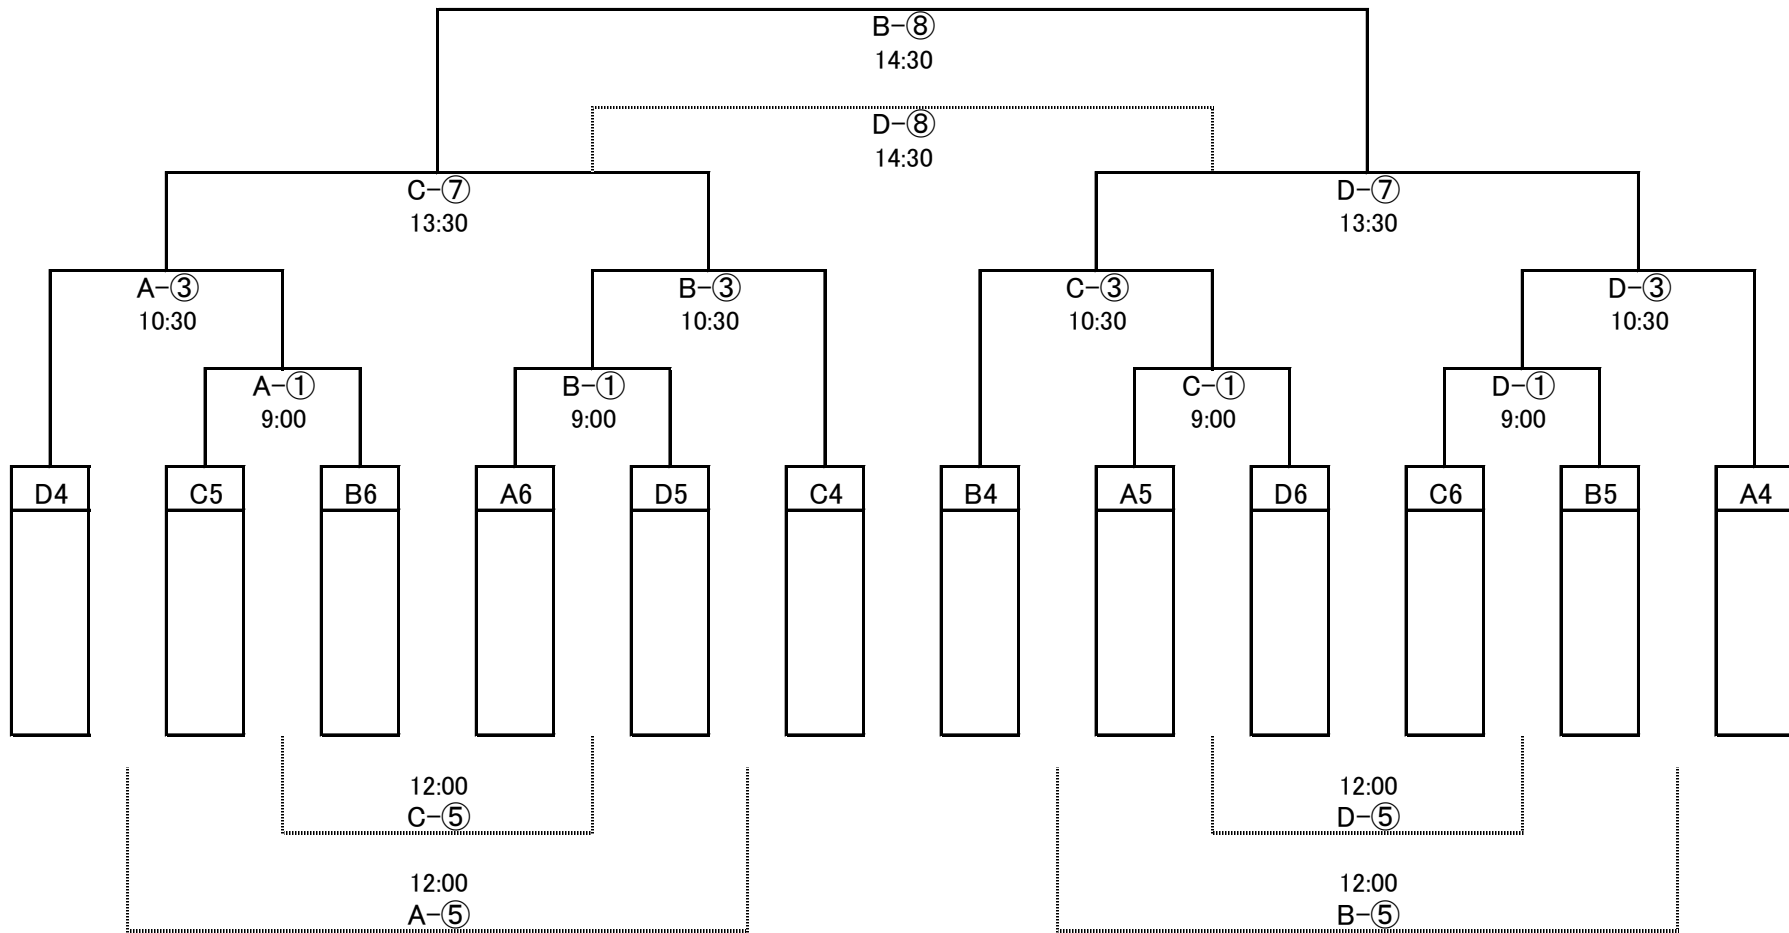 B-⑧
14:30
D-⑧
14:30
C-⑦
13:30
D-⑦
13:30
A-③
10:30
B-③
10:30
C-③
10:30
D-③
10:30
A-①
9:00
B-①
9:00
C-①
9:00
D-①
9:00
D4
C5
B6
A6
D5
C4
B4
A5
D6
C6
B5
A4
12:00
C-⑤
12:00
D-⑤
12:00
A-⑤
12:00
B-⑤